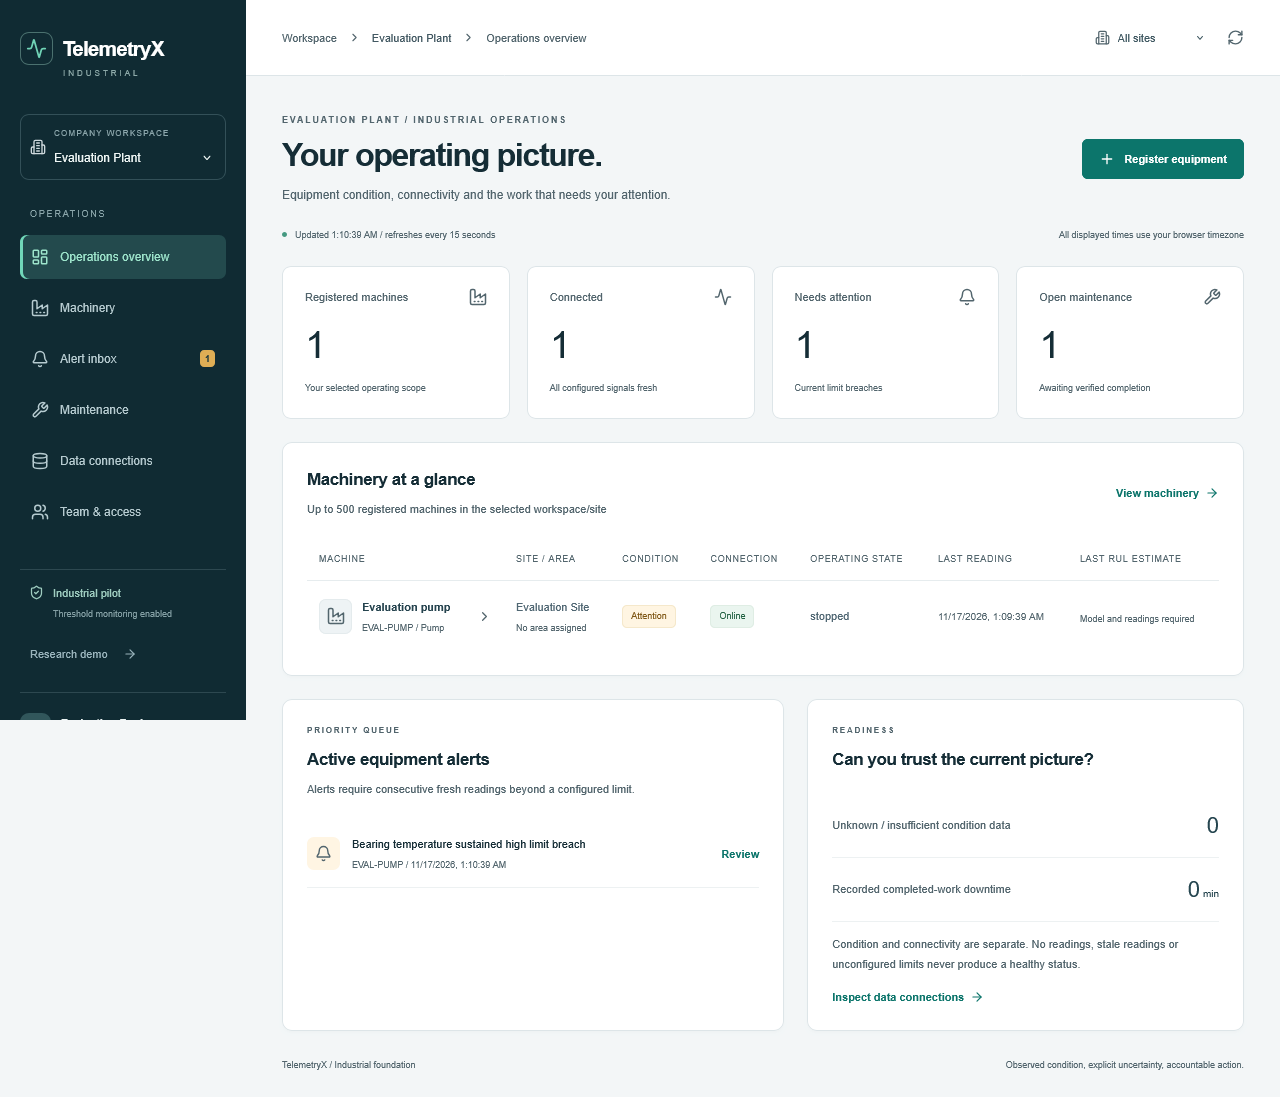 TelemetryX
INDUSTRIAL
COMPANY WORKSPACE
Evaluation Plant
OPERATIONS
Operations overview
Machinery
Alert inbox 1
Maintenance
Data connections
Team & access
Industrial pilot
Threshold monitoring enabled
Research demo
Workspace > Evaluation Plant > Operations overview
All sites
EVALUATION PLANT / INDUSTRIAL OPERATIONS
Your operating picture.
Equipment condition, connectivity and the work that needs your attention.
Register equipment
Updated 1:10:39 AM / refreshes every 15 seconds
All displayed times use your browser timezone
Registered machines
1
Your selected operating scope
Connected
1
All configured signals fresh
Needs attention
1
Current limit breaches
Open maintenance
1
Awaiting verified completion
Machinery at a glance
Up to 500 registered machines in the selected workspace/site
View machinery
MACHINE SITE / AREA CONDITION CONNECTION OPERATING STATE LAST READING LAST RUL ESTIMATE
Evaluation pump
EVAL-PUMP / Pump
Evaluation Site
No area assigned
Attention
Online
stopped
11/17/2026, 1:09:39 AM
Model and readings required
PRIORITY QUEUE
Active equipment alerts
Alerts require consecutive fresh readings beyond a configured limit.
Bearing temperature sustained high limit breach
EVAL-PUMP / 11/17/2026, 1:10:39 AM
Review
READINESS
Can you trust the current picture?
Unknown / insufficient condition data 0
Recorded completed-work downtime 0 min
Condition and connectivity are separate. No readings, stale readings or
unconfigured limits never produce a healthy status.
Inspect data connections
TelemetryX / Industrial foundation
Observed condition, explicit uncertainty, accountable action.